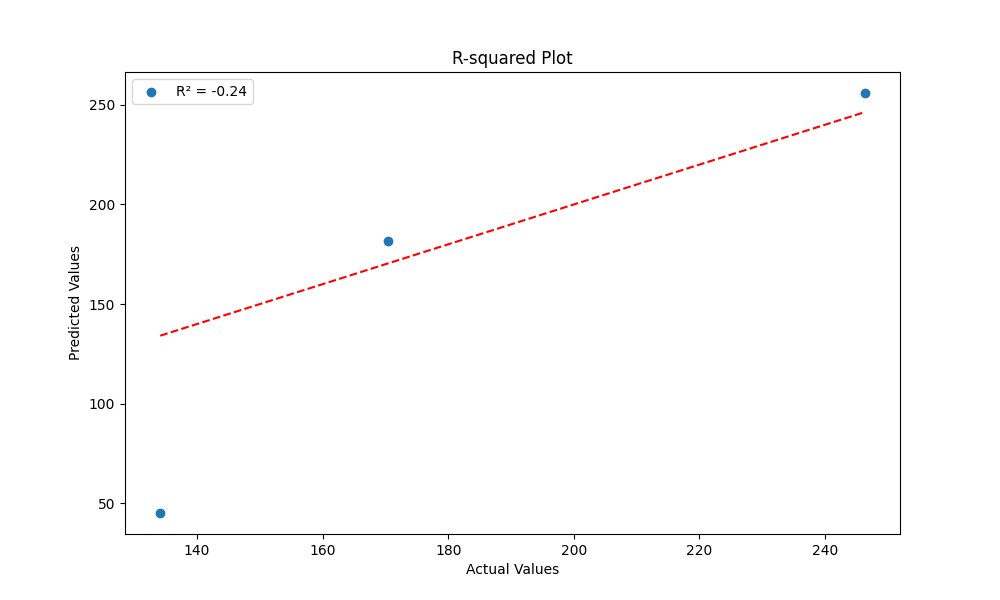 R-squared Plot
R² = -0.24
250
200
150
100
50
Predicted Values
140 160 180 200 220 240
Actual Values